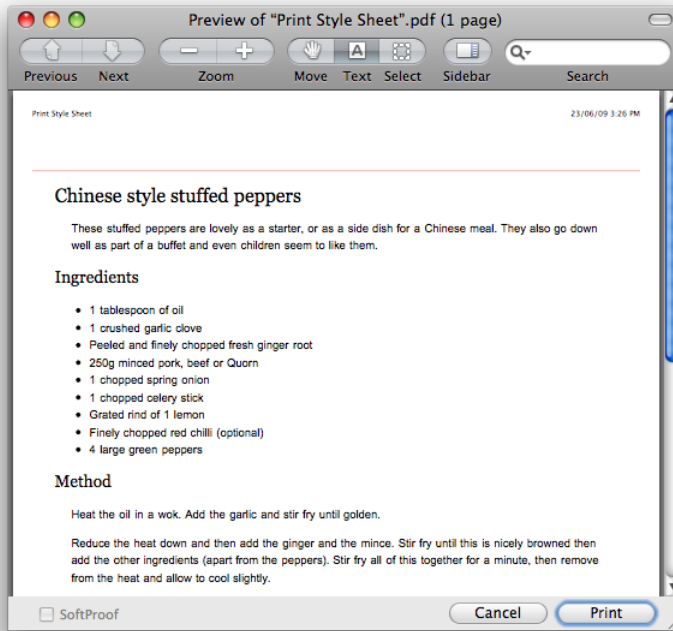 Preview of “Print Style Sheet”.pdf (1 page)
Previous Next Zoom Move Text Select Sidebar Search
Print Style Sheet 23/06/09 3:26 PM
Chinese style stuffed peppers
These stuffed peppers are lovely as a starter, or as a side dish for a Chinese meal. They also go down
well as part of a buffet and even children seem to like them.
Ingredients
• 1 tablespoon of oil
• 1 crushed garlic clove
• Peeled and finely chopped fresh ginger root
• 250g minced pork, beef or Quorn
• 1 chopped spring onion
• 1 chopped celery stick
• Grated rind of 1 lemon
• Finely chopped red chilli (optional)
• 4 large green peppers
Method
Heat the oil in a wok. Add the garlic and stir fry until golden.
Reduce the heat down and then add the ginger and the mince. Stir fry until this is nicely browned then
add the other ingredients (apart from the peppers). Stir fry all of this together for a minute, then remove
from the heat and allow to cool slightly.
SoftProof Cancel Print